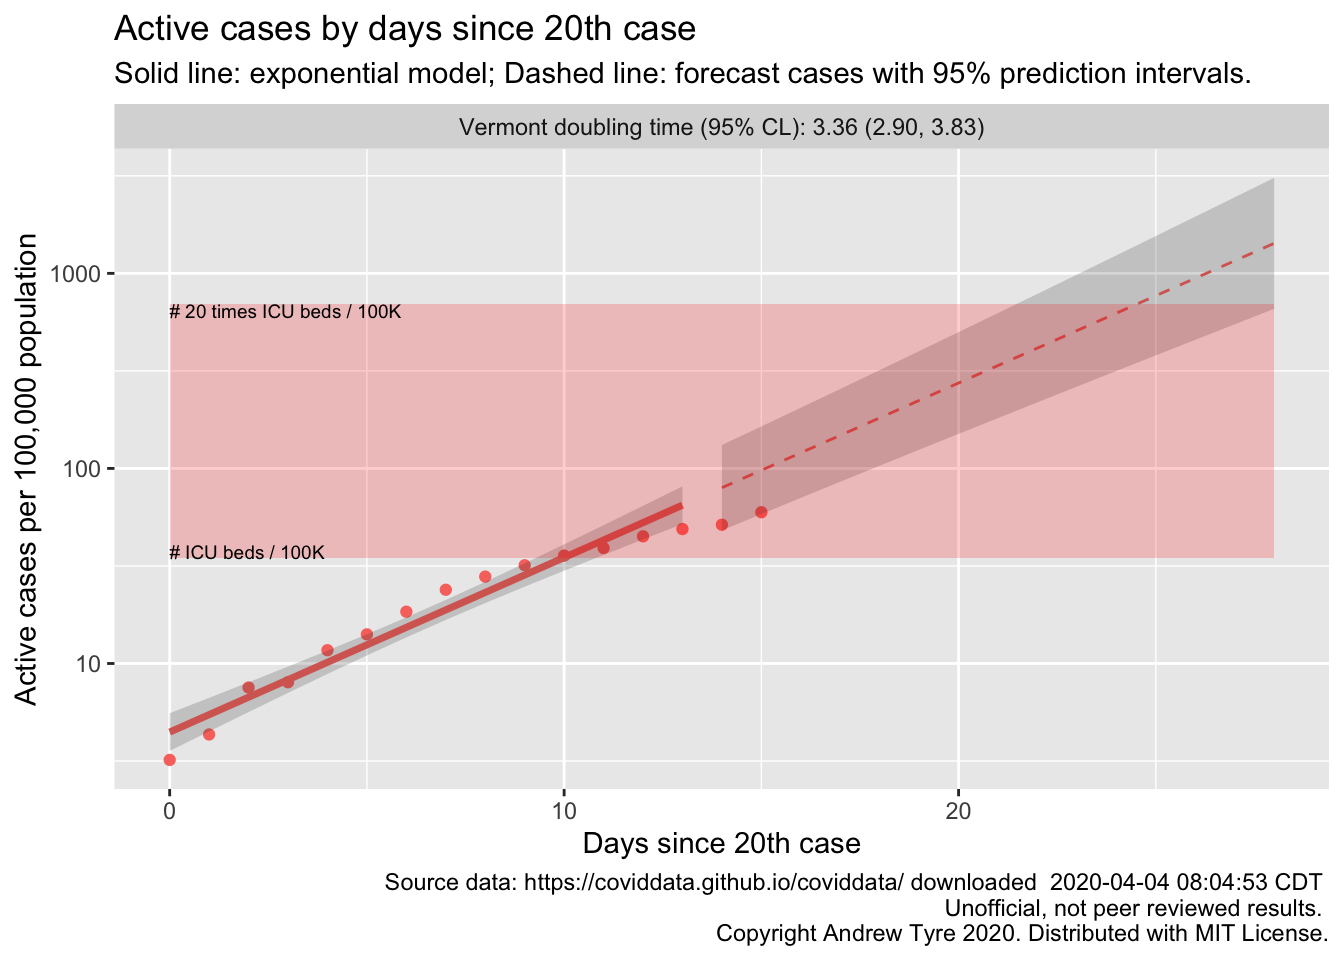 Active cases by days since 20th case
Solid line: exponential model; Dashed line: forecast cases with 95% prediction intervals.
Vermont doubling time (95% CL): 3.36 (2.90, 3.83)
Active cases per 100,000 population
1000
100
10
# 20 times ICU beds / 100K
# ICU beds / 100K
0
10
20
Days since 20th case
Source data: https://coviddata.github.io/coviddata/ downloaded  2020-04-04 08:04:53 CDT
Unofficial, not peer reviewed results.
Copyright Andrew Tyre 2020. Distributed with MIT License.